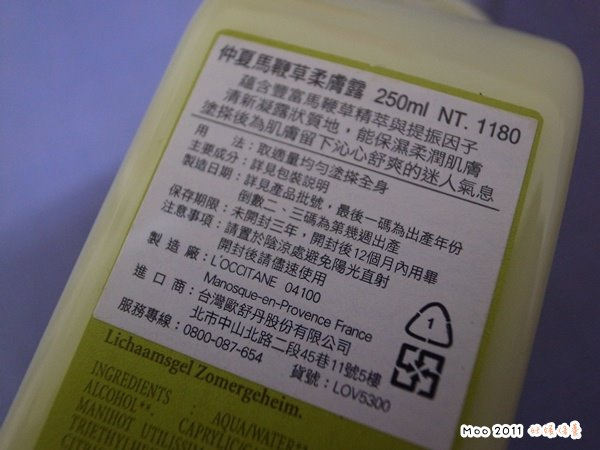 仲夏馬鞭草柔膚露 250ml NT. 1180
蘊含豐富馬鞭草精萃與提振因子
清新凝露狀質地，能保濕柔潤肌膚
塗搽後為肌膚留下沁心舒爽的迷人氣息
用　　法：取適量均勻塗搽全身
主要成分：詳見包裝說明
製造日期：詳見產品批號，最後一碼為出產年份
倒數二、三碼為第幾週出產
保存期限：未開封三年，開封後12個月內用畢
注意事項：請置於陰涼處避免陽光直射
開封後請儘速使用
製 造 廠：L'OCCITANE 04100
Manosque-en-Provence France
進 口 商：台灣歐舒丹股份有限公司
北市中山北路二段45巷11號5樓
服務專線：0800-087-654　貨號：LOV5300
1
Lichaamsgel Zomergeheim.
INGREDIENTS : AQUA/WATER
ALCOHOL**, CAPRYLIC/
MANIHOT UTILISSIM
TRIETHYLHE
CITR
Moo 2011